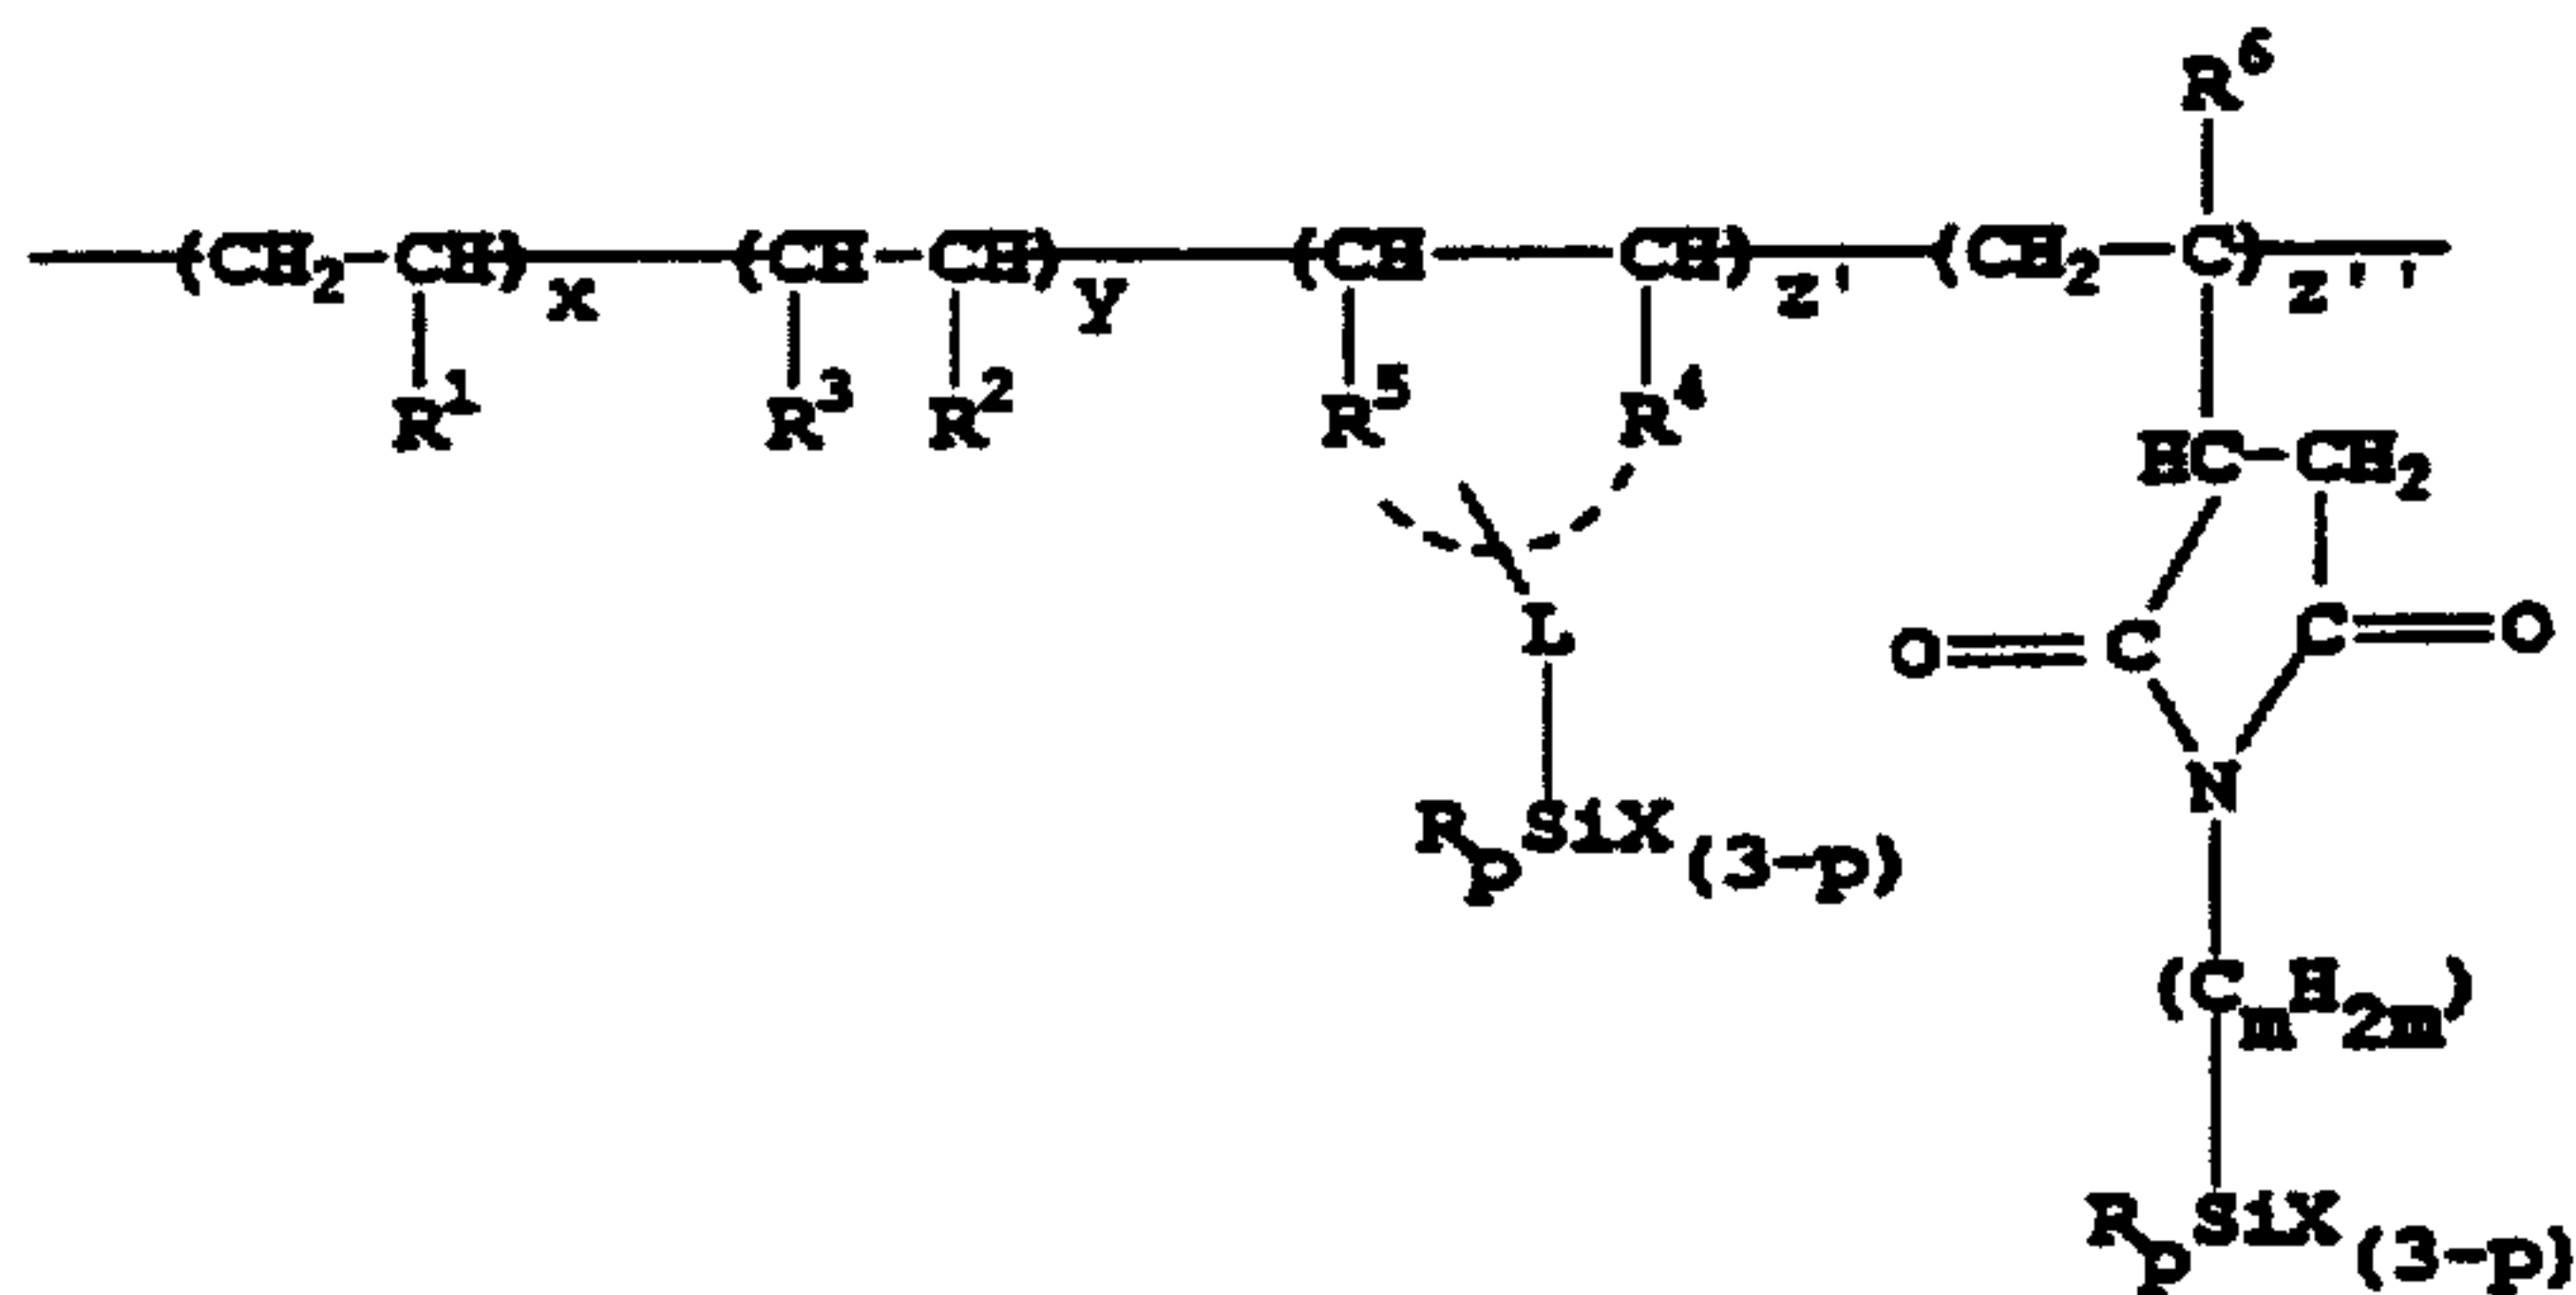 R⁶
—(CH₂–CH)x—(CH–CH)y—(CH—CH)z'—(CH₂–C)z''—
R¹ R³ R² R⁵ R⁴
HC–CH₂
L
O=C C=O
N
RpSiX(3-p)
(CmH2m)
RpSiX(3-p)